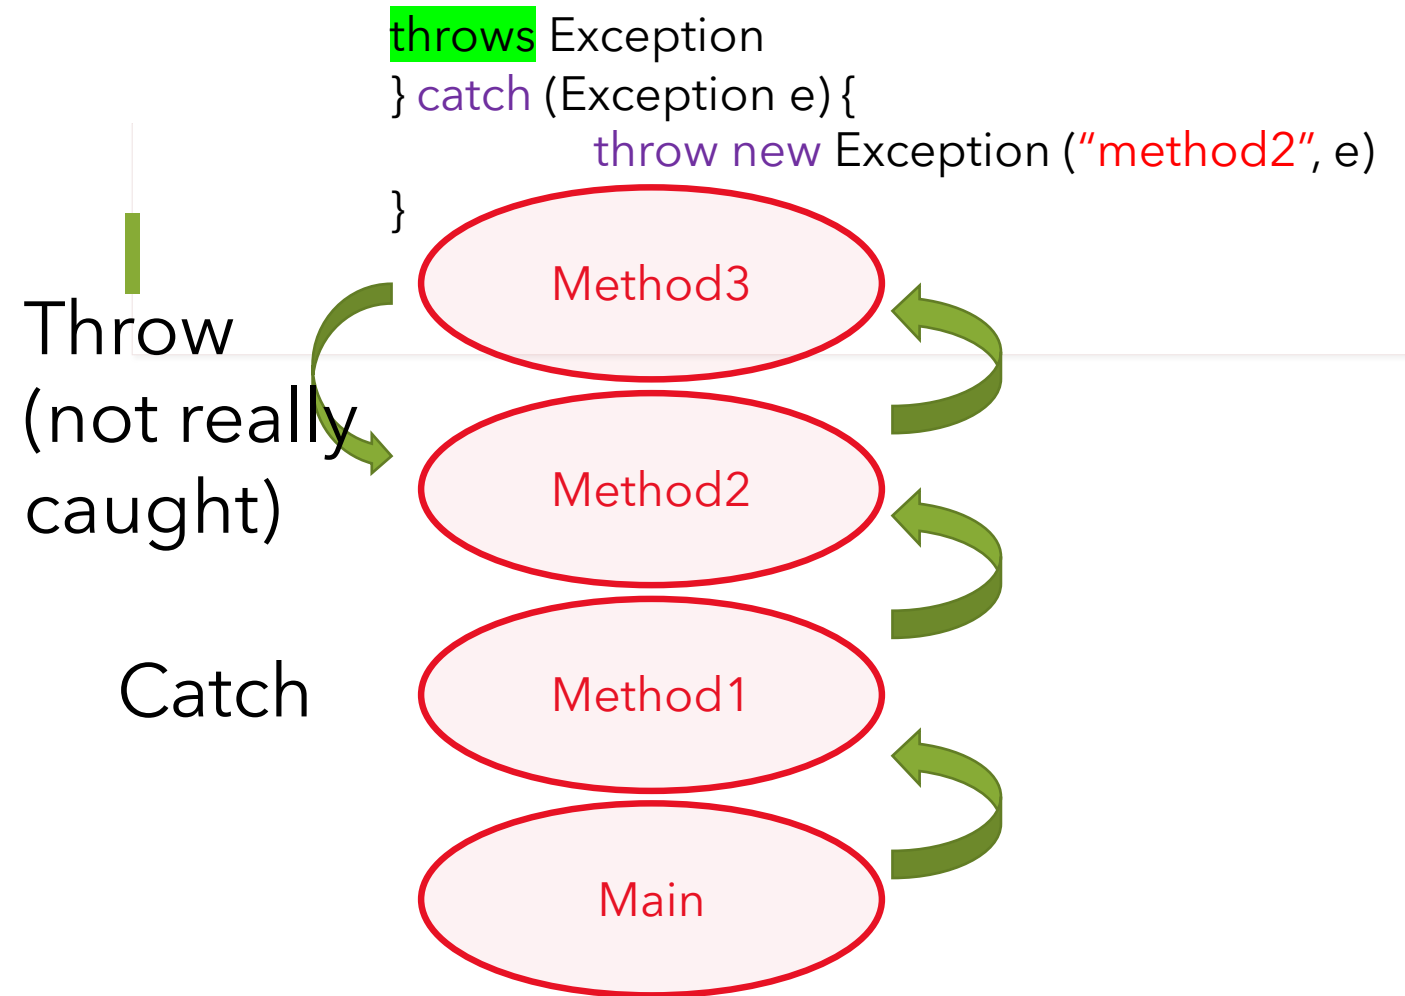 throws Exception
} catch (Exception e) {
throw new Exception (“method2”, e)
}
Method3
Throw
(not really
caught)
Method2
Catch
Method1
Main